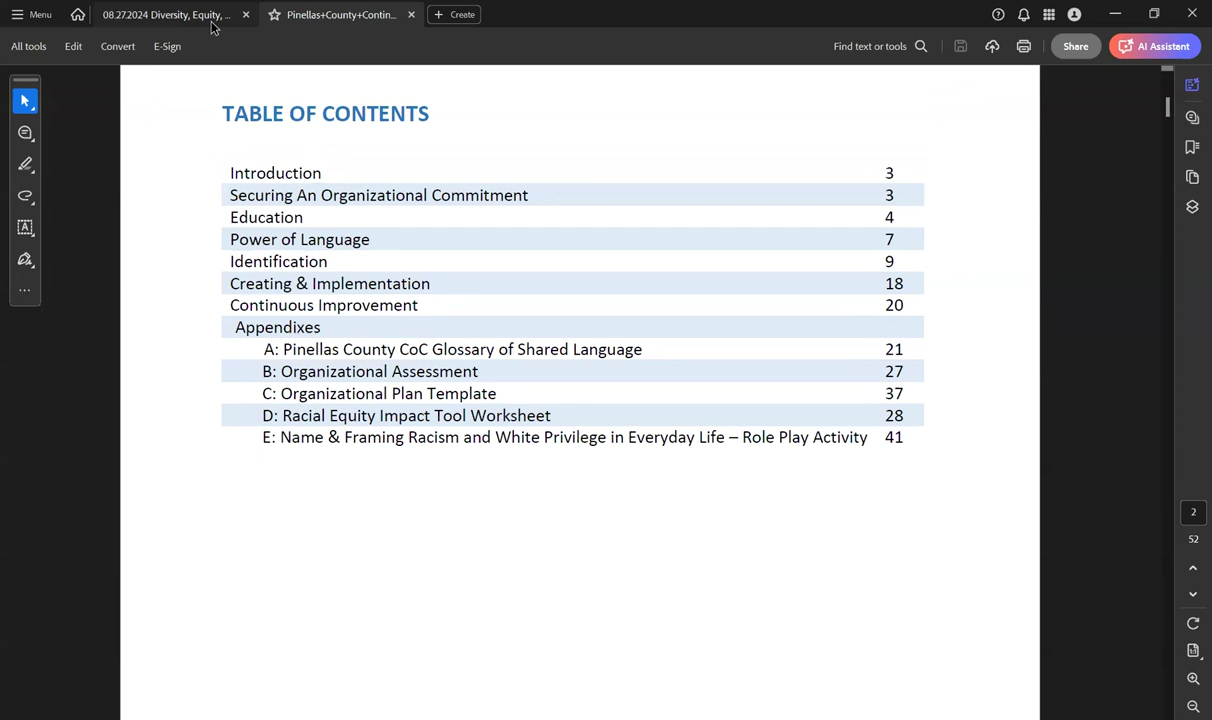 Menu
08.27.2024 Diversity, Equity, ...
Pinellas+County+Contin...
Create
All tools
Edit
Convert
E-Sign
Find text or tools
Share
AI Assistant
TABLE OF CONTENTS
Introduction 3
Securing An Organizational Commitment 3
Education 4
Power of Language 7
Identification 9
Creating & Implementation 18
Continuous Improvement 20
Appendixes
A: Pinellas County CoC Glossary of Shared Language 21
B: Organizational Assessment 27
C: Organizational Plan Template 37
D: Racial Equity Impact Tool Worksheet 28
E: Name & Framing Racism and White Privilege in Everyday Life – Role Play Activity 41
2
52